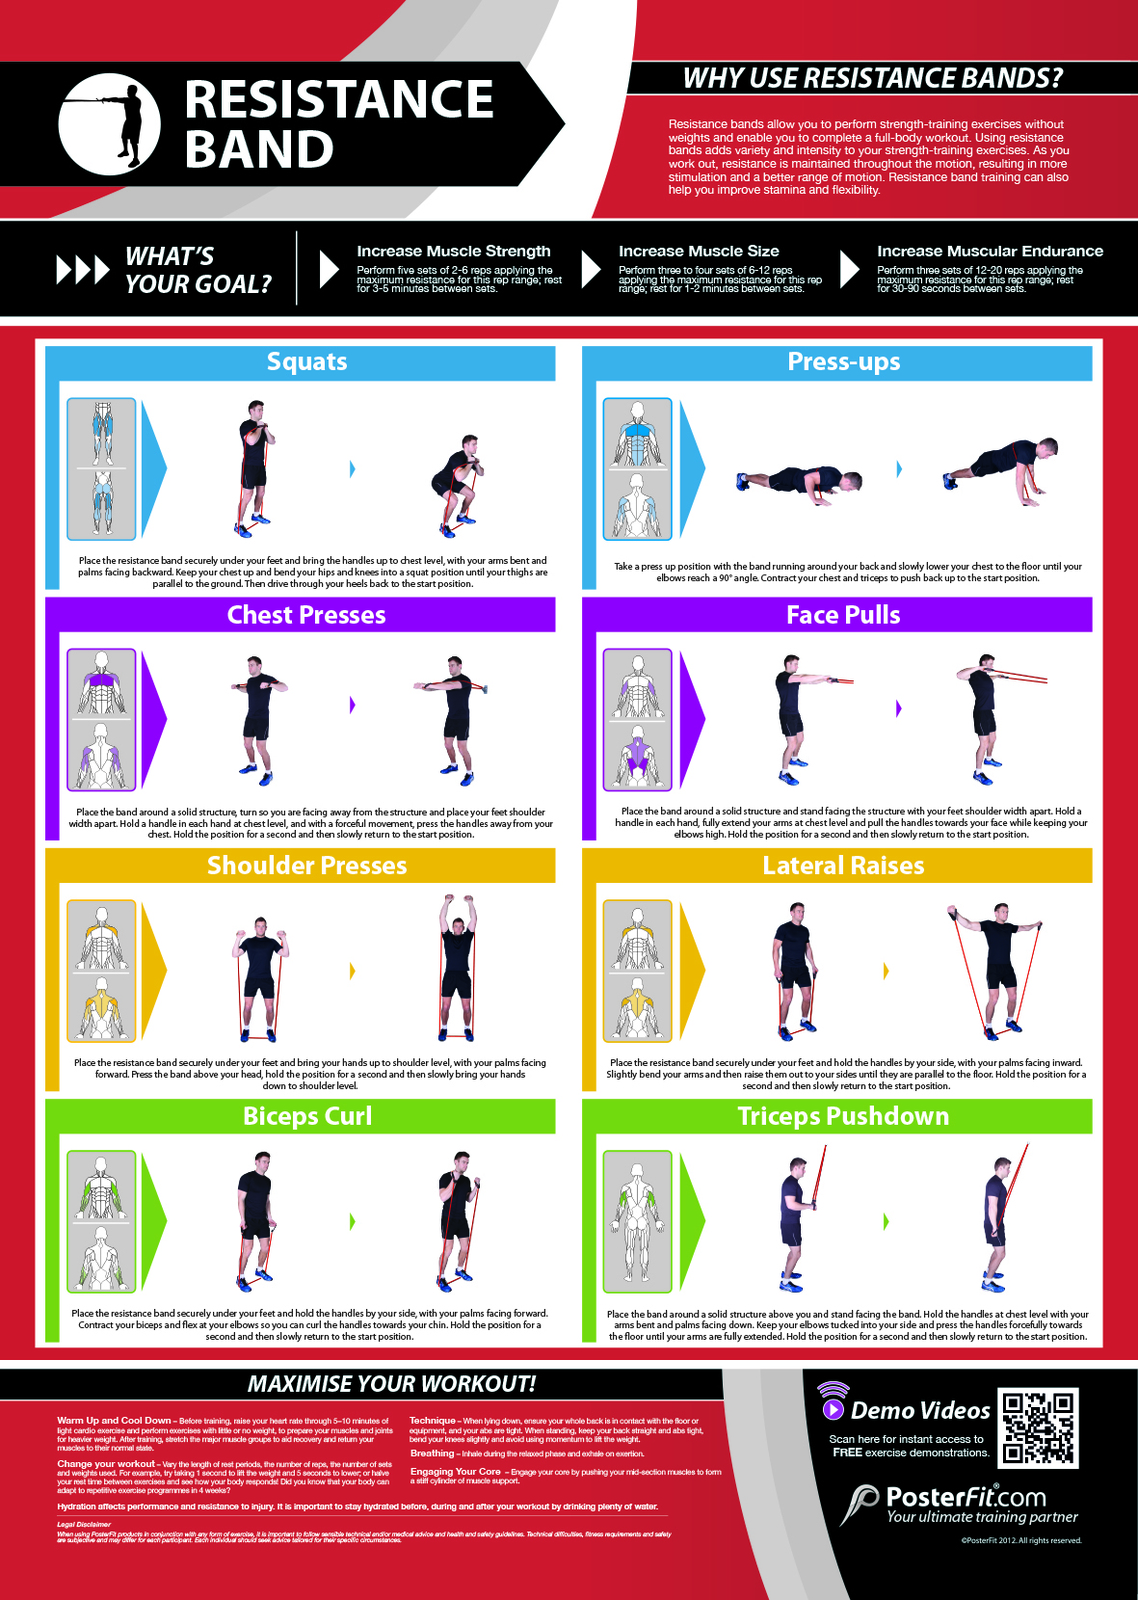 RESISTANCE
BAND
WHY USE RESISTANCE BANDS?
Resistance bands allow you to perform strength-training exercises without
weights and enable you to complete a full-body workout. Using resistance
bands adds variety and intensity to your strength-training exercises. As you
work out, resistance is maintained throughout the motion, resulting in more
stimulation and a better range of motion. Resistance band training can also
help you improve stamina and flexibility.
WHAT'S
YOUR GOAL?
Increase Muscle Strength
Perform five sets of 2-6 reps applying the
maximum resistance for this rep range; rest
for 3-5 minutes between sets.
Increase Muscle Size
Perform three to four sets of 6-12 reps
applying the maximum resistance for this rep
range; rest for 1-2 minutes between sets.
Increase Muscular Endurance
Perform three sets of 12-20 reps applying the
maximum resistance for this rep range; rest
for 30-90 seconds between sets.
Squats
Place the resistance band securely under your feet and bring the handles up to chest level, with your arms bent and
palms facing backward. Keep your chest up and bend your hips and knees into a squat position until your thighs are
parallel to the ground. Then drive through your heels back to the start position.
Press-ups
Take a press up position with the band running around your back and slowly lower your chest to the floor until your
elbows reach a 90° angle. Contract your chest and triceps to push back up to the start position.
Chest Presses
Place the band around a solid structure, turn so you are facing away from the structure and place your feet shoulder
width apart. Hold a handle in each hand at chest level, and with a forceful movement, press the handles away from your
chest. Hold the position for a second and then slowly return to the start position.
Face Pulls
Place the band around a solid structure and stand facing the structure with your feet shoulder width apart. Hold a
handle in each hand, fully extend your arms at chest level and pull the handles towards your face while keeping your
elbows high. Hold the position for a second and then slowly return to the start position.
Shoulder Presses
Place the resistance band securely under your feet and bring your hands up to shoulder level, with your palms facing
forward. Press the band above your head, hold the position for a second and then slowly bring your hands
down to shoulder level.
Lateral Raises
Place the resistance band securely under your feet and hold the handles by your side, with your palms facing inward.
Slightly bend your arms and then raise them out to your sides until they are parallel to the floor. Hold the position for a
second and then slowly return to the start position.
Biceps Curl
Place the resistance band securely under your feet and hold the handles by your side, with your palms facing forward.
Contract your biceps and flex at your elbows so you can curl the handles towards your chin. Hold the position for a
second and then slowly return to the start position.
Triceps Pushdown
Place the band around a solid structure above you and stand facing the band. Hold the handles at chest level with your
arms bent and palms facing down. Keep your elbows tucked into your side and press the handles forcefully towards
the floor until your arms are fully extended. Hold the position for a second and then slowly return to the start position.
MAXIMISE YOUR WORKOUT!
Warm Up and Cool Down – Before training, raise your heart rate through 5–10 minutes of
light cardio exercise and perform exercises with little or no weight, to prepare your muscles and joints
for heavier weight. After training, stretch the major muscle groups to aid recovery and return your
muscles to their normal state.
Change your workout – Vary the length of rest periods, the number of reps, the number of sets
and weights used. For example, try taking 1 second to lift the weight and 5 seconds to lower; or halve
your rest time between exercises and see how your body responds! Did you know that your body can
adapt to repetitive exercise programmes in 4 weeks?
Technique – When lying down, ensure your whole back is in contact with the floor or
equipment, and your abs are tight. When standing, keep your back straight and abs tight,
bend your knees slightly and avoid using momentum to lift the weight.
Breathing – Inhale during the relaxed phase and exhale on exertion.
Engaging Your Core – Engage your core by pushing your mid-section muscles to form
a stiff cylinder of muscle support.
Hydration affects performance and resistance to injury. It is important to stay hydrated before, during and after your workout by drinking plenty of water.
Legal Disclaimer
When using PosterFit products in conjunction with any form of exercise, it is important to follow sensible technical and/or medical advice and health and safety guidelines. Technical difficulties, fitness requirements and safety
are subjective and may differ for each participant. Each individual should seek advice tailored for their specific circumstances.
Demo Videos
Scan here for instant access to
FREE exercise demonstrations.
PosterFit.com
Your ultimate training partner
©PosterFit 2012. All rights reserved.